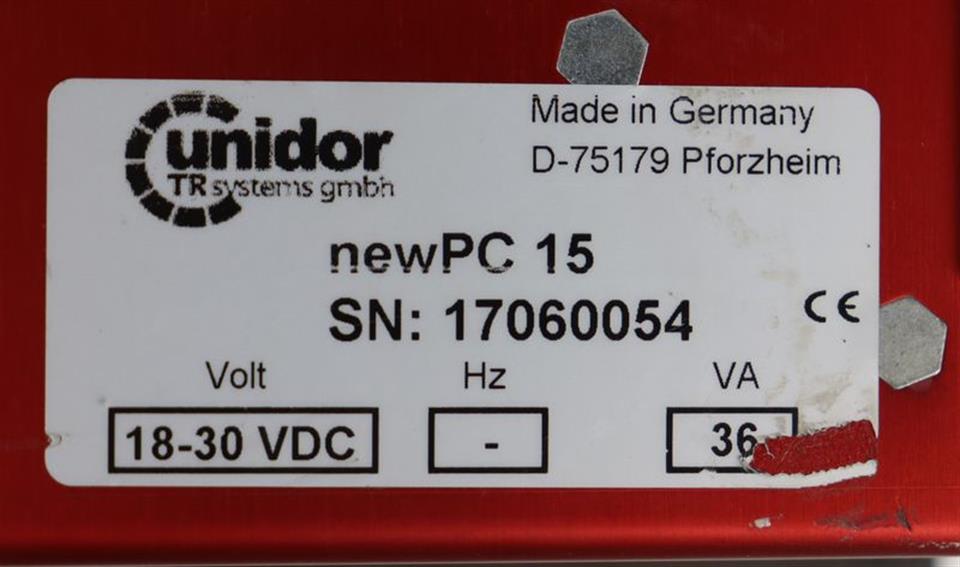 unidor
TR systems gmbh
Made in Germany
D-75179 Pforzheim
newPC 15
SN: 17060054
CE
Volt
Hz
VA
18-30 VDC
-
36